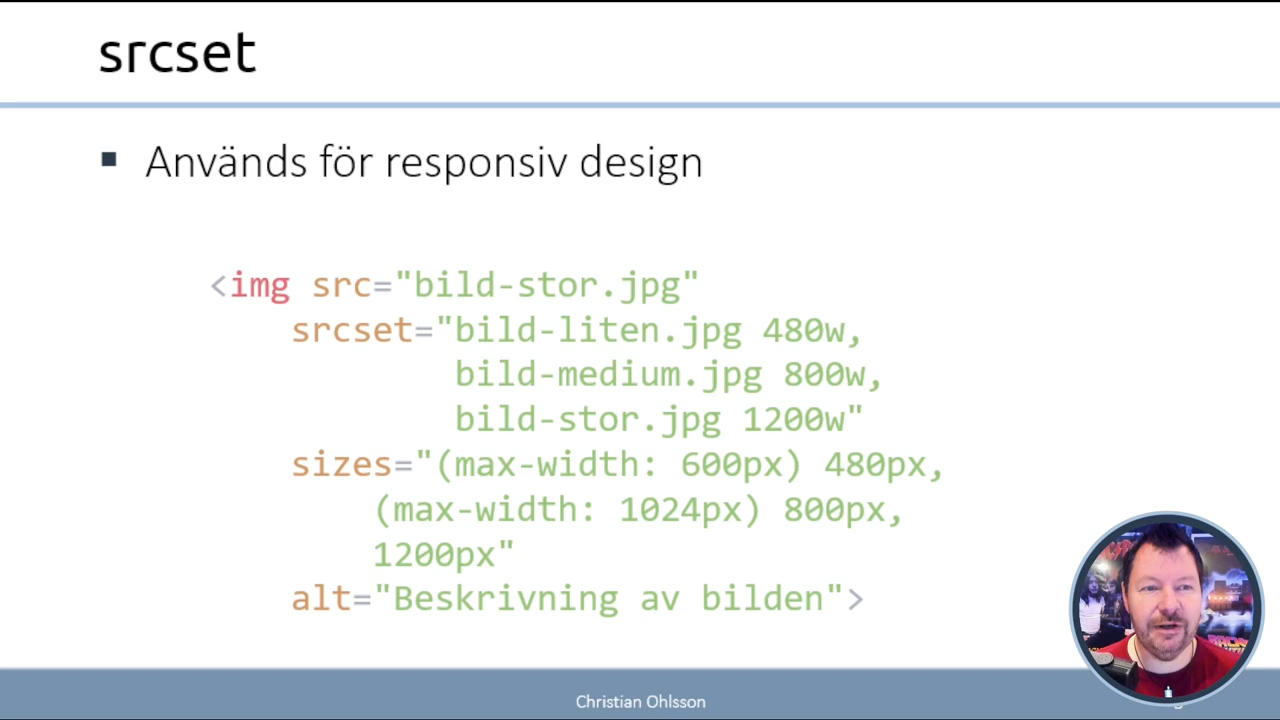 srcset
▪ Används för responsiv design
<img src="bild-stor.jpg"
srcset="bild-liten.jpg 480w,
bild-medium.jpg 800w,
bild-stor.jpg 1200w"
sizes="(max-width: 600px) 480px,
(max-width: 1024px) 800px,
1200px"
alt="Beskrivning av bilden">
Christian Ohlsson